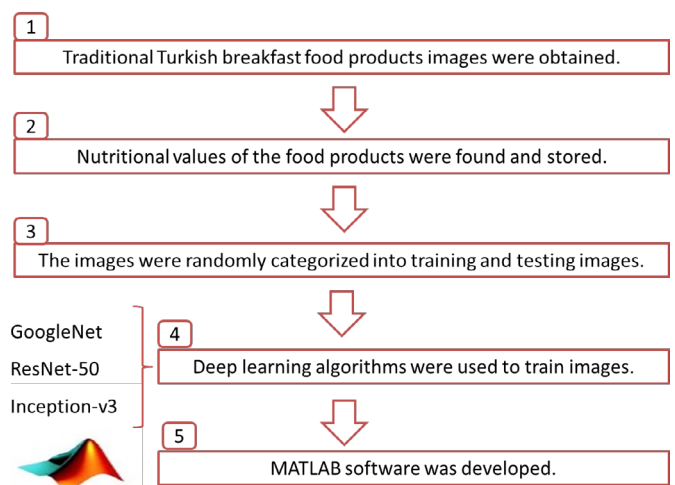 1
Traditional Turkish breakfast food products images were obtained.
2
Nutritional values of the food products were found and stored.
3
The images were randomly categorized into training and testing images.
GoogleNet
ResNet-50
Inception-v3
4
Deep learning algorithms were used to train images.
5
MATLAB software was developed.